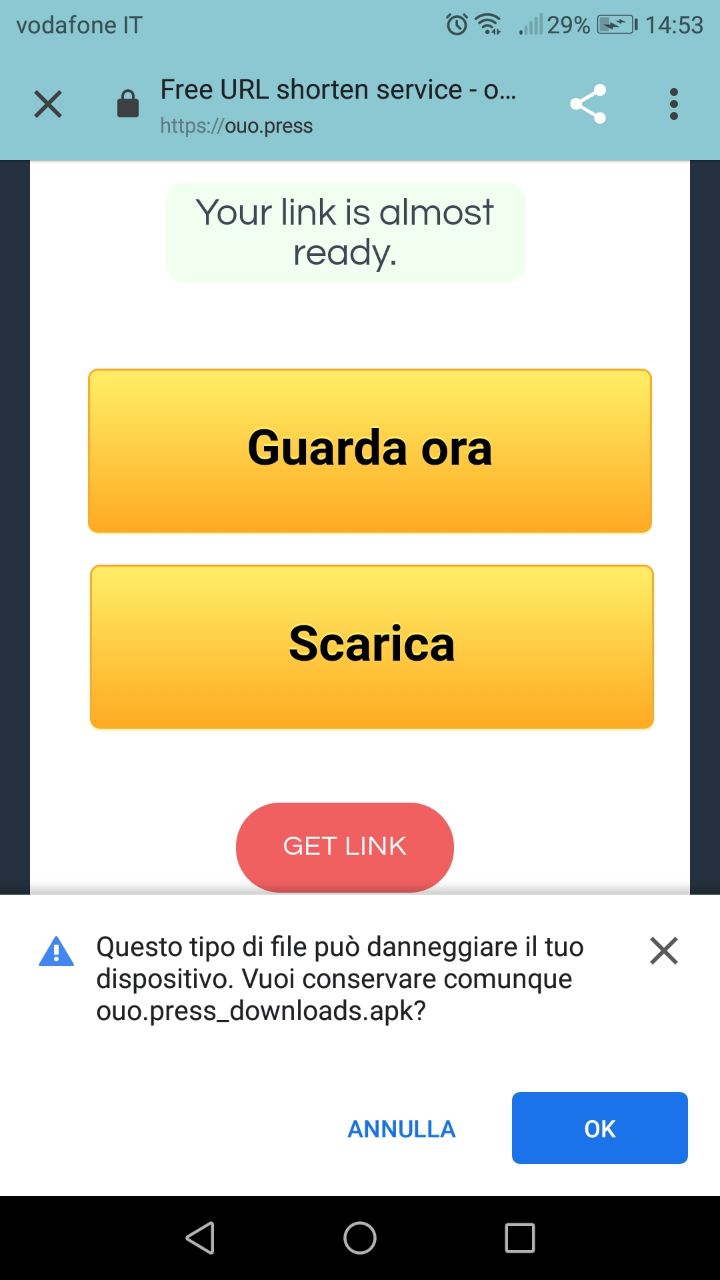 vodafone IT
29% 14:53
Free URL shorten service - o...
https://ouo.press
Your link is almost
ready.
Guarda ora
Scarica
GET LINK
Questo tipo di file può danneggiare il tuo
dispositivo. Vuoi conservare comunque
ouo.press_downloads.apk?
ANNULLA
OK